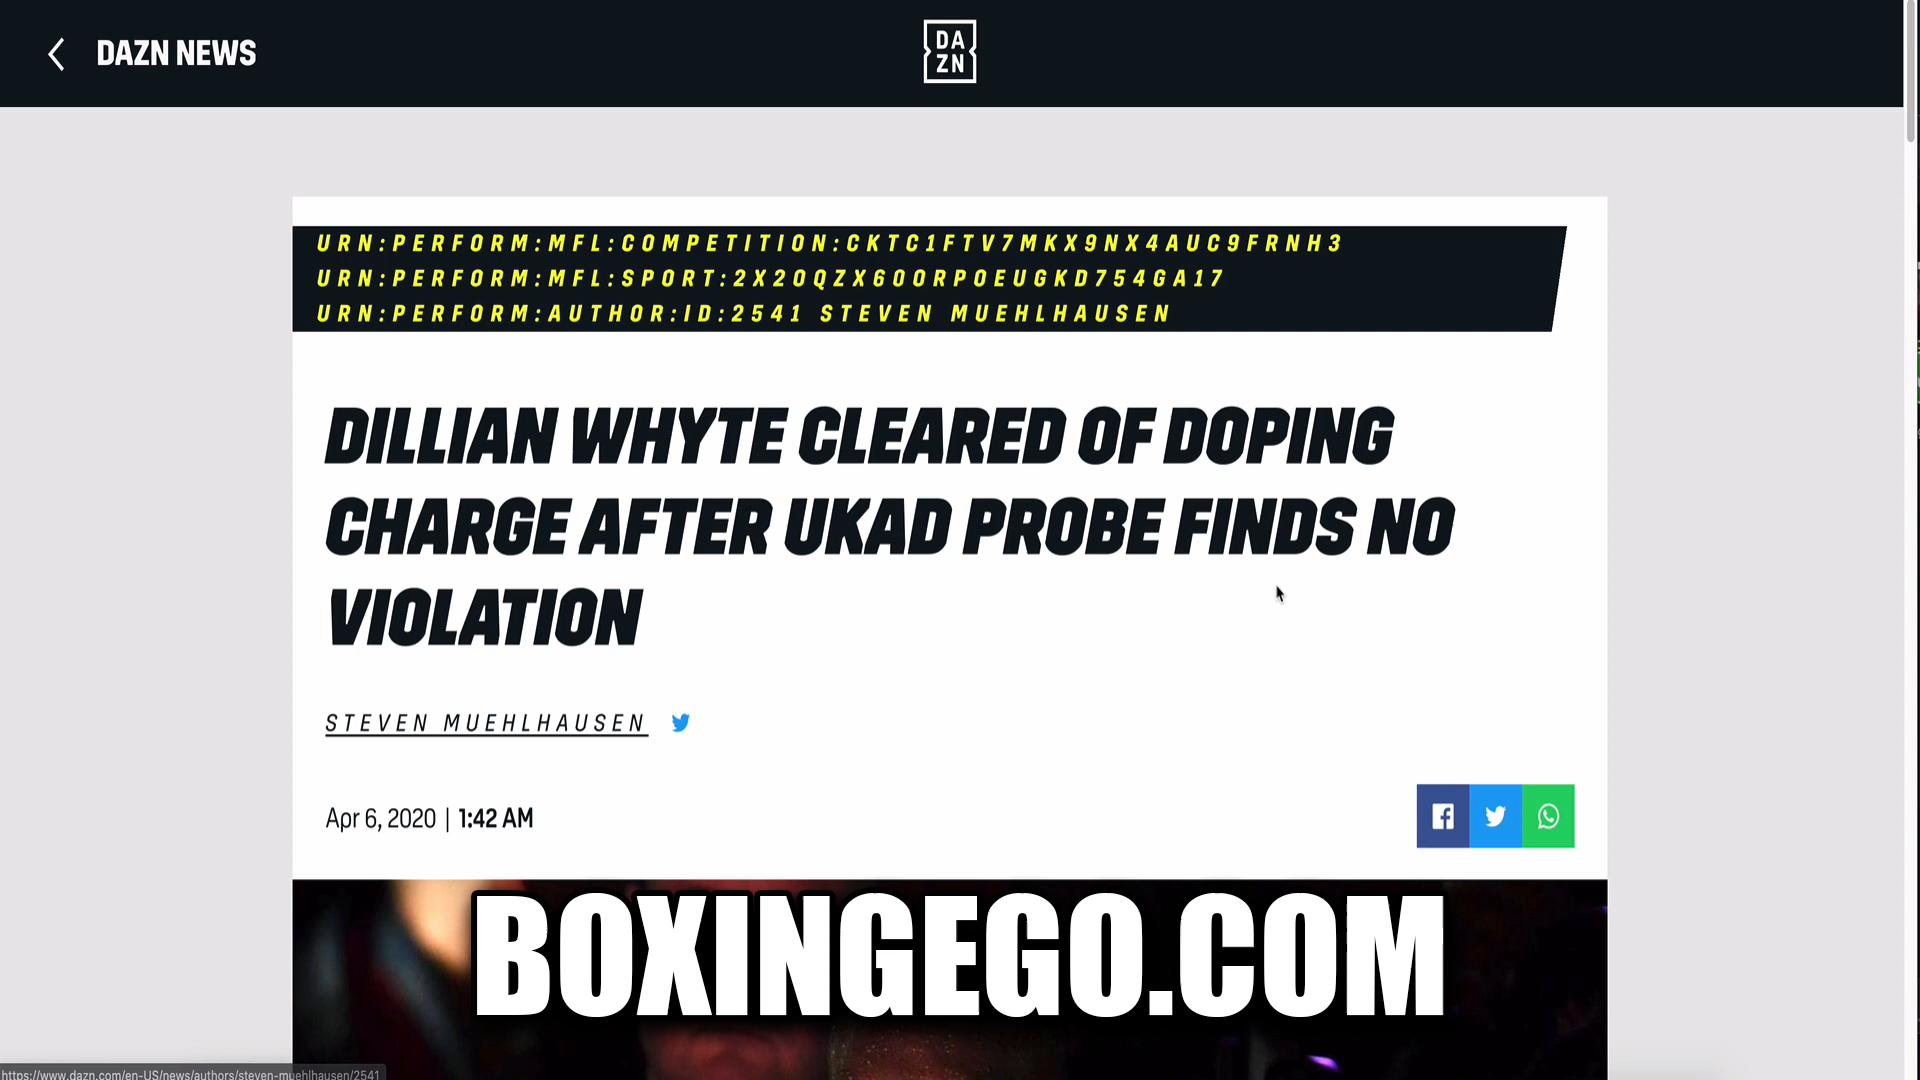 DAZN NEWS
DA
ZN
URN:PERFORM:MFL:COMPETITION:CKTC1FTV7MKX9NX4AUC9FRNH3
URN:PERFORM:MFL:SPORT:2X2OQZX60ORPOEUGKD754GA17
URN:PERFORM:AUTHOR:ID:2541 STEVEN MUEHLHAUSEN
DILLIAN WHYTE CLEARED OF DOPING
CHARGE AFTER UKAD PROBE FINDS NO
VIOLATION
STEVEN MUEHLHAUSEN
Apr 6, 2020 | 1:42 AM
BOXINGEGO.COM
https://www.dazn.com/en-US/news/authors/steven-muehlhausen/2541